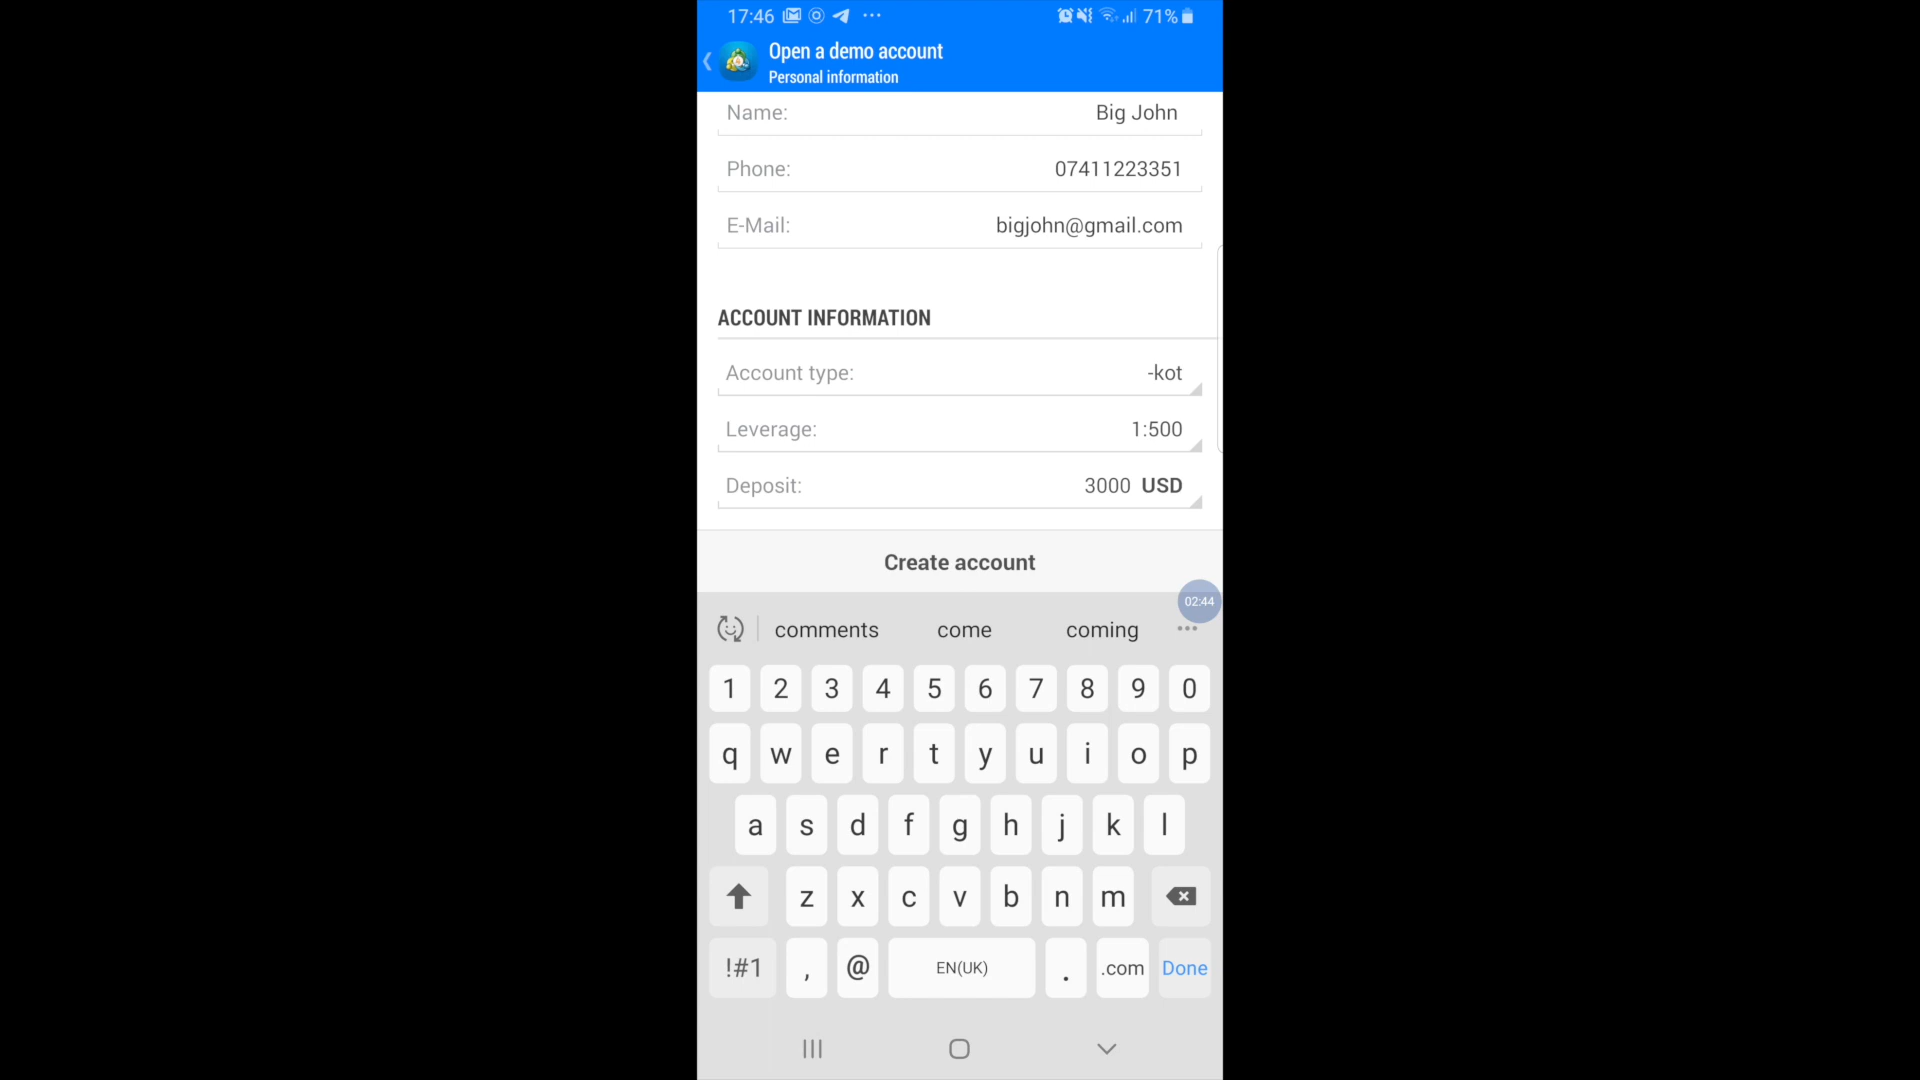 17:46 71%
Open a demo account
Personal information
Name: Big John
Phone: 07411223351
E-Mail: bigjohn@gmail.com
ACCOUNT INFORMATION
Account type: -kot
Leverage: 1:500
Deposit: 3000 USD
Create account
02:44
comments come coming
1 2 3 4 5 6 7 8 9 0
q w e r t y u i o p
a s d f g h j k l
z x c v b n m
!#1 , @ EN(UK) . .com Done